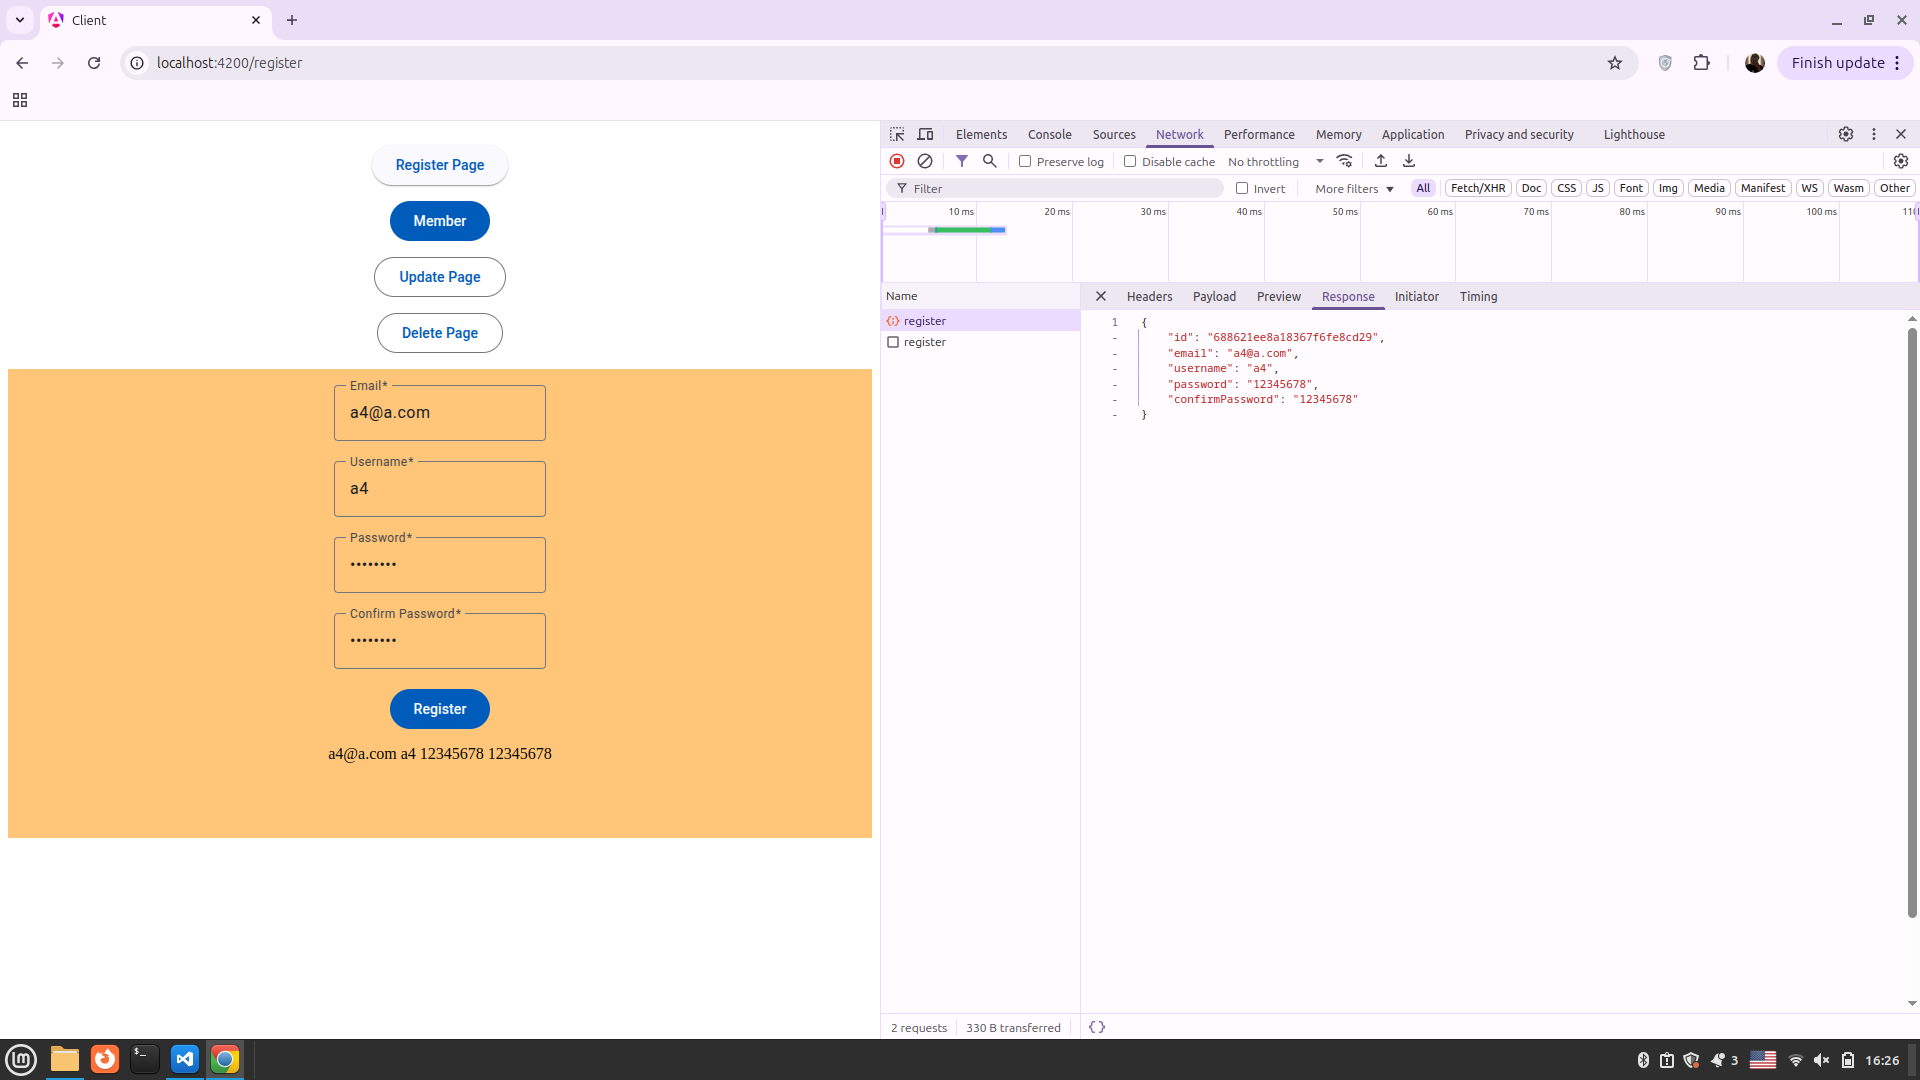 Client
localhost:4200/register
Finish update
Register Page
Member
Update Page
Delete Page
Email*
a4@a.com
Username*
a4
Password*
••••••••
Confirm Password*
••••••••
Register
a4@a.com a4 12345678 12345678
Elements Console Sources Network Performance Memory Application Privacy and security Lighthouse
Preserve log Disable cache No throttling
Filter Invert More filters All Fetch/XHR Doc CSS JS Font Img Media Manifest WS Wasm Other
10 ms 20 ms 30 ms 40 ms 50 ms 60 ms 70 ms 80 ms 90 ms 100 ms 110
Name
register
register
Headers Payload Preview Response Initiator Timing
1 {
- "id": "688621ee8a18367f6fe8cd29",
- "email": "a4@a.com",
- "username": "a4",
- "password": "12345678",
- "confirmPassword": "12345678"
- }
2 requests 330 B transferred {}
3 16:26